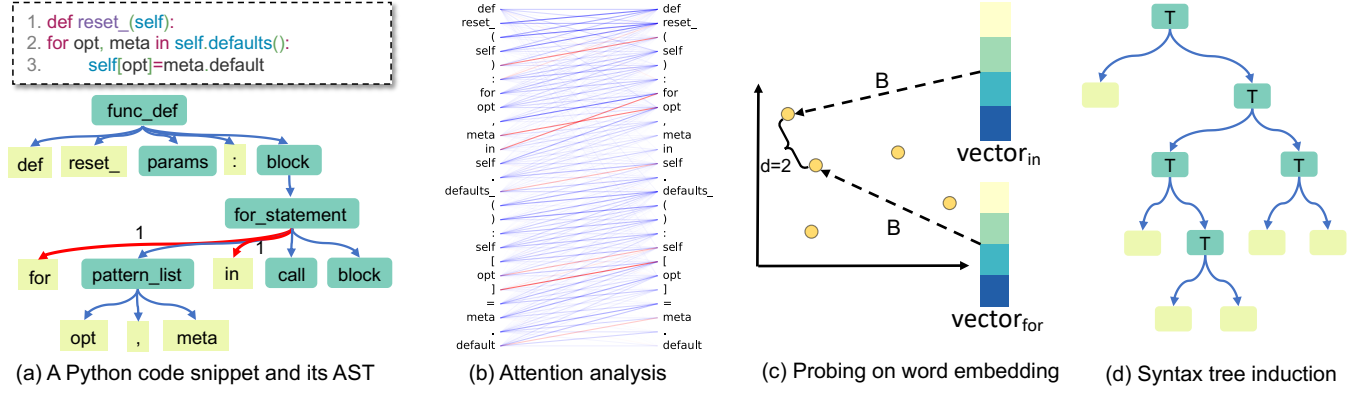 1. def reset_(self):
2. for opt, meta in self.defaults():
3. self[opt]=meta.default
func_def
def reset_ params : block
for_statement
1 1
for pattern_list in call block
opt , meta
(a) A Python code snippet and its AST
def def
reset_ reset_
( (
self self
) )
: :
for for
opt opt
, ,
meta meta
in in
self self
. .
defaults_ defaults_
( (
) )
: :
self self
[ [
opt opt
] ]
= =
meta meta
. .
default default
(b) Attention analysis
B
vector_in
d=2
B
vector_for
(c) Probing on word embedding
T
T
T T
T
(d) Syntax tree induction